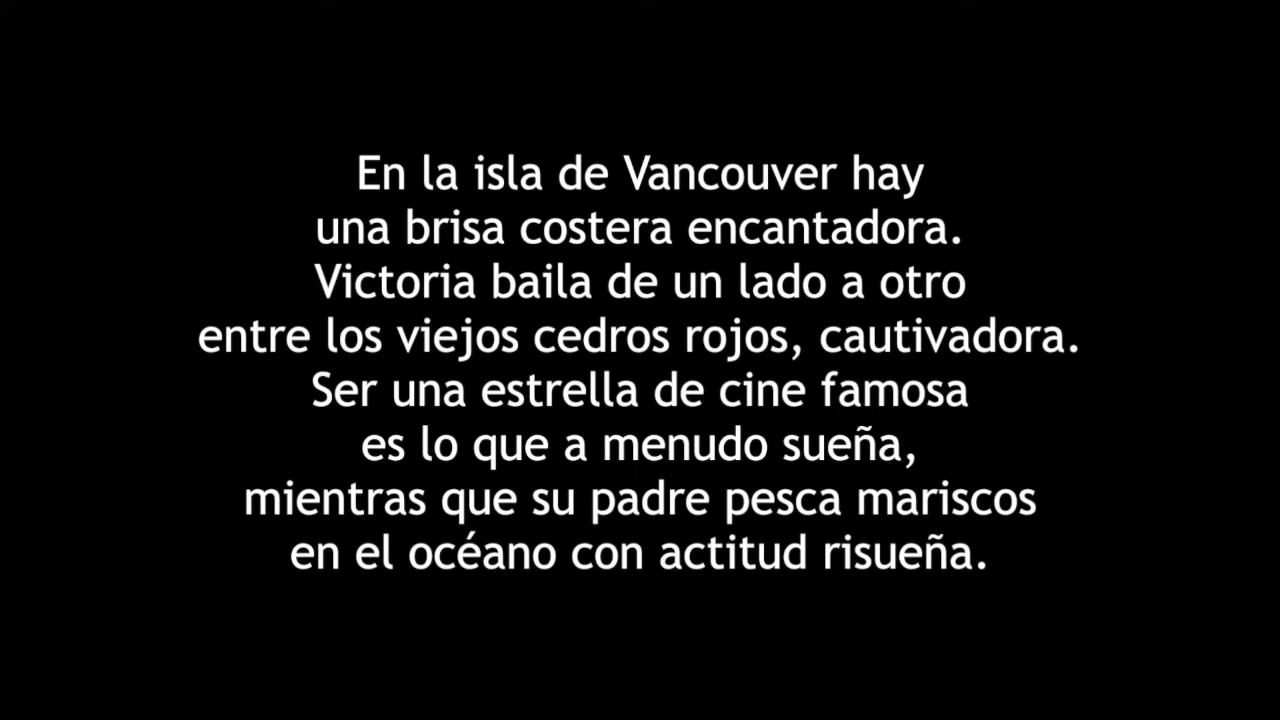 En la isla de Vancouver hay
una brisa costera encantadora.
Victoria baila de un lado a otro
entre los viejos cedros rojos, cautivadora.
Ser una estrella de cine famosa
es lo que a menudo sueña,
mientras que su padre pesca mariscos
en el océano con actitud risueña.